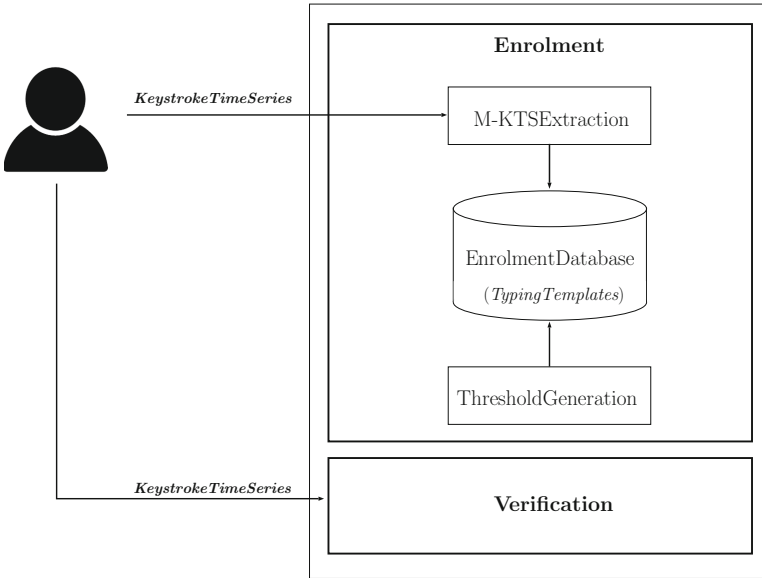 Enrolment
KeystrokeTimeSeries
M-KTSExtraction
EnrolmentDatabase
(TypingTemplates)
ThresholdGeneration
KeystrokeTimeSeries
Verification